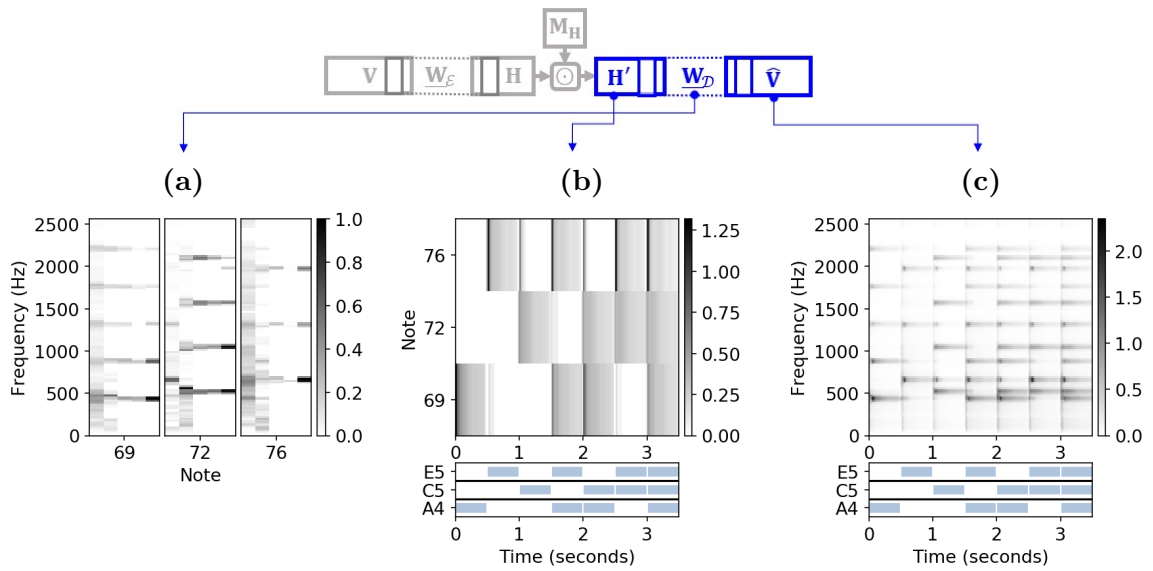 M_H
V W_ℰ H ⊙ H′ W_𝒟 V̂
(a) (b) (c)
2500
2000
1500
1000
500
0
Frequency (Hz)
69 72 76
Note
1.0
0.8
0.6
0.4
0.2
0.0
76
72
69
Note
0 1 2 3
1.25
1.00
0.75
0.50
0.25
0.00
E5
C5
A4
0 1 2 3
Time (seconds)
2500
2000
1500
1000
500
0
Frequency (Hz)
0 1 2 3
2.0
1.5
1.0
0.5
0.0
E5
C5
A4
0 1 2 3
Time (seconds)